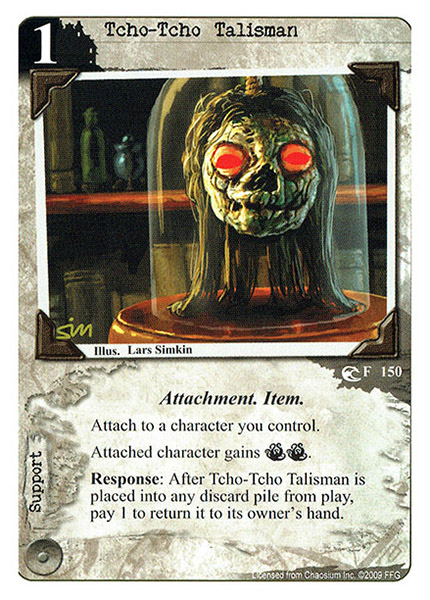 1
Tcho-Tcho Talisman
sim
Illus. Lars Simkin
F 150
Attachment. Item.
Attach to a character you control.
Attached character gains .
Response: After Tcho-Tcho Talisman is
placed into any discard pile from play,
pay 1 to return it to its owner's hand.
Support
Licensed from Chaosium Inc. ©2009 FFG